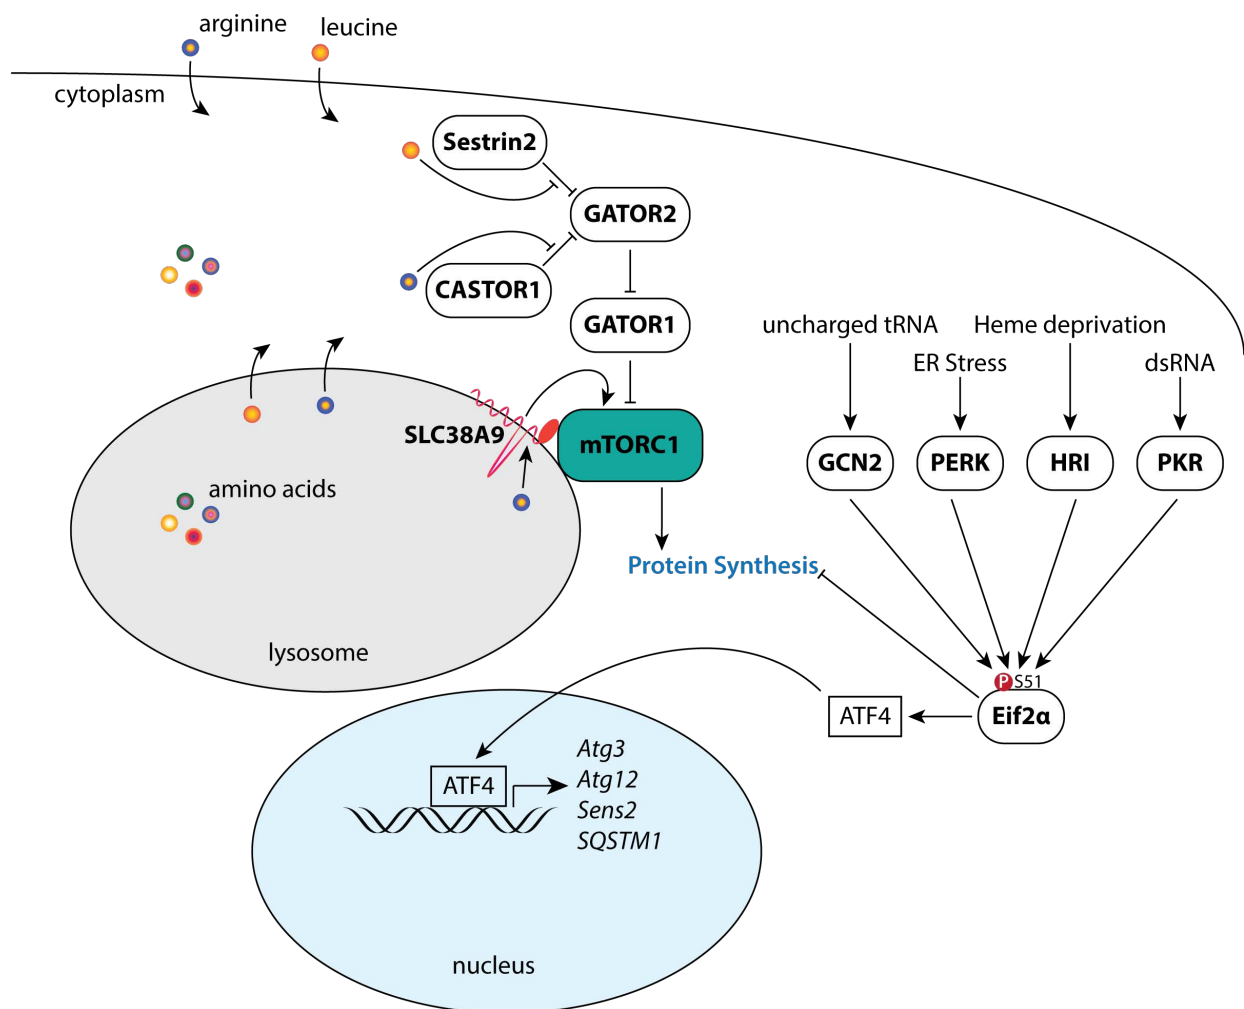 arginine
leucine
cytoplasm
Sestrin2
GATOR2
CASTOR1
GATOR1
uncharged tRNA
Heme deprivation
ER Stress
dsRNA
SLC38A9
mTORC1
GCN2
PERK
HRI
PKR
amino acids
Protein Synthesis
lysosome
P S51
Eif2α
ATF4
ATF4
Atg3
Atg12
Sens2
SQSTM1
nucleus